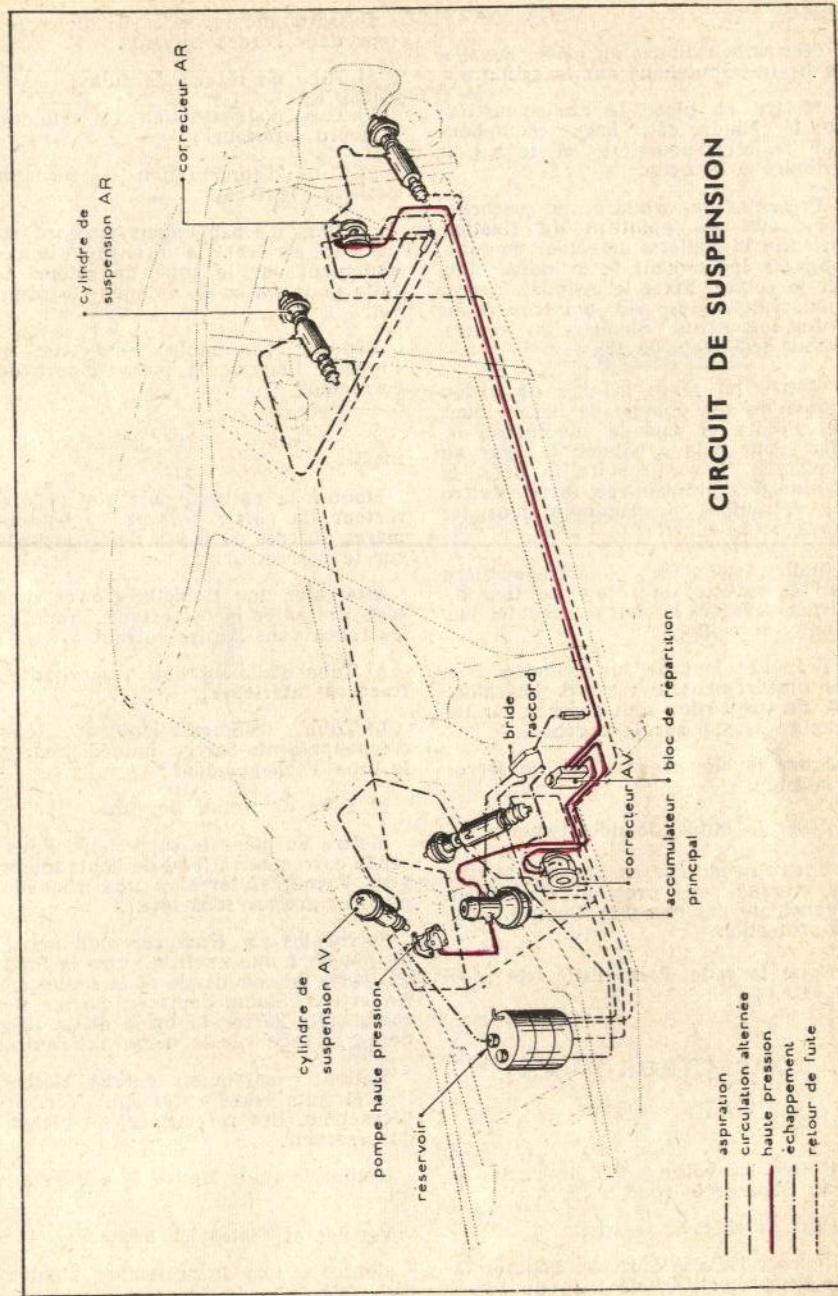 CIRCUIT DE SUSPENSION
cylindre de
suspension AR
correcteur AR
cylindre de
suspension AV
pompe haute pression
reservoir
bride
raccord
bloc de répartition
correcteur AV
accumulateur
principal
aspiration
circulation alternée
haute pression
échappement
retour de fuite